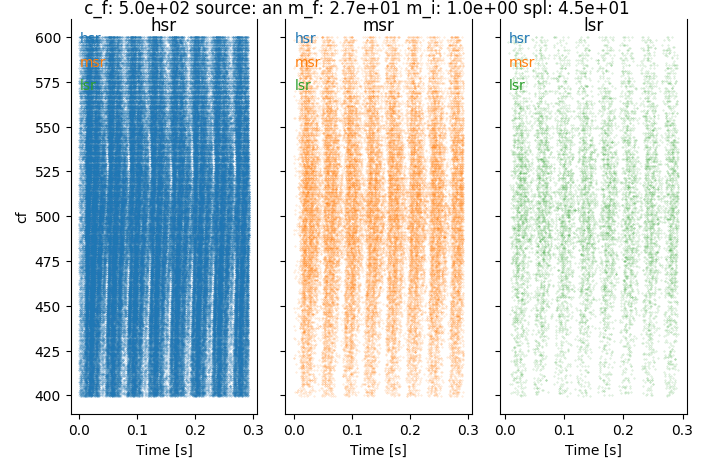 c_f: 5.0e+02 source: an m_f: 2.7e+01 m_i: 1.0e+00 spl: 4.5e+01
hsr
msr
lsr
600
575
550
525
500
475
450
425
400
cf
hsr
msr
lsr
hsr
msr
lsr
hsr
msr
lsr
0.0
0.1
0.2
0.3
0.0
0.1
0.2
0.3
0.0
0.1
0.2
0.3
Time [s]
Time [s]
Time [s]